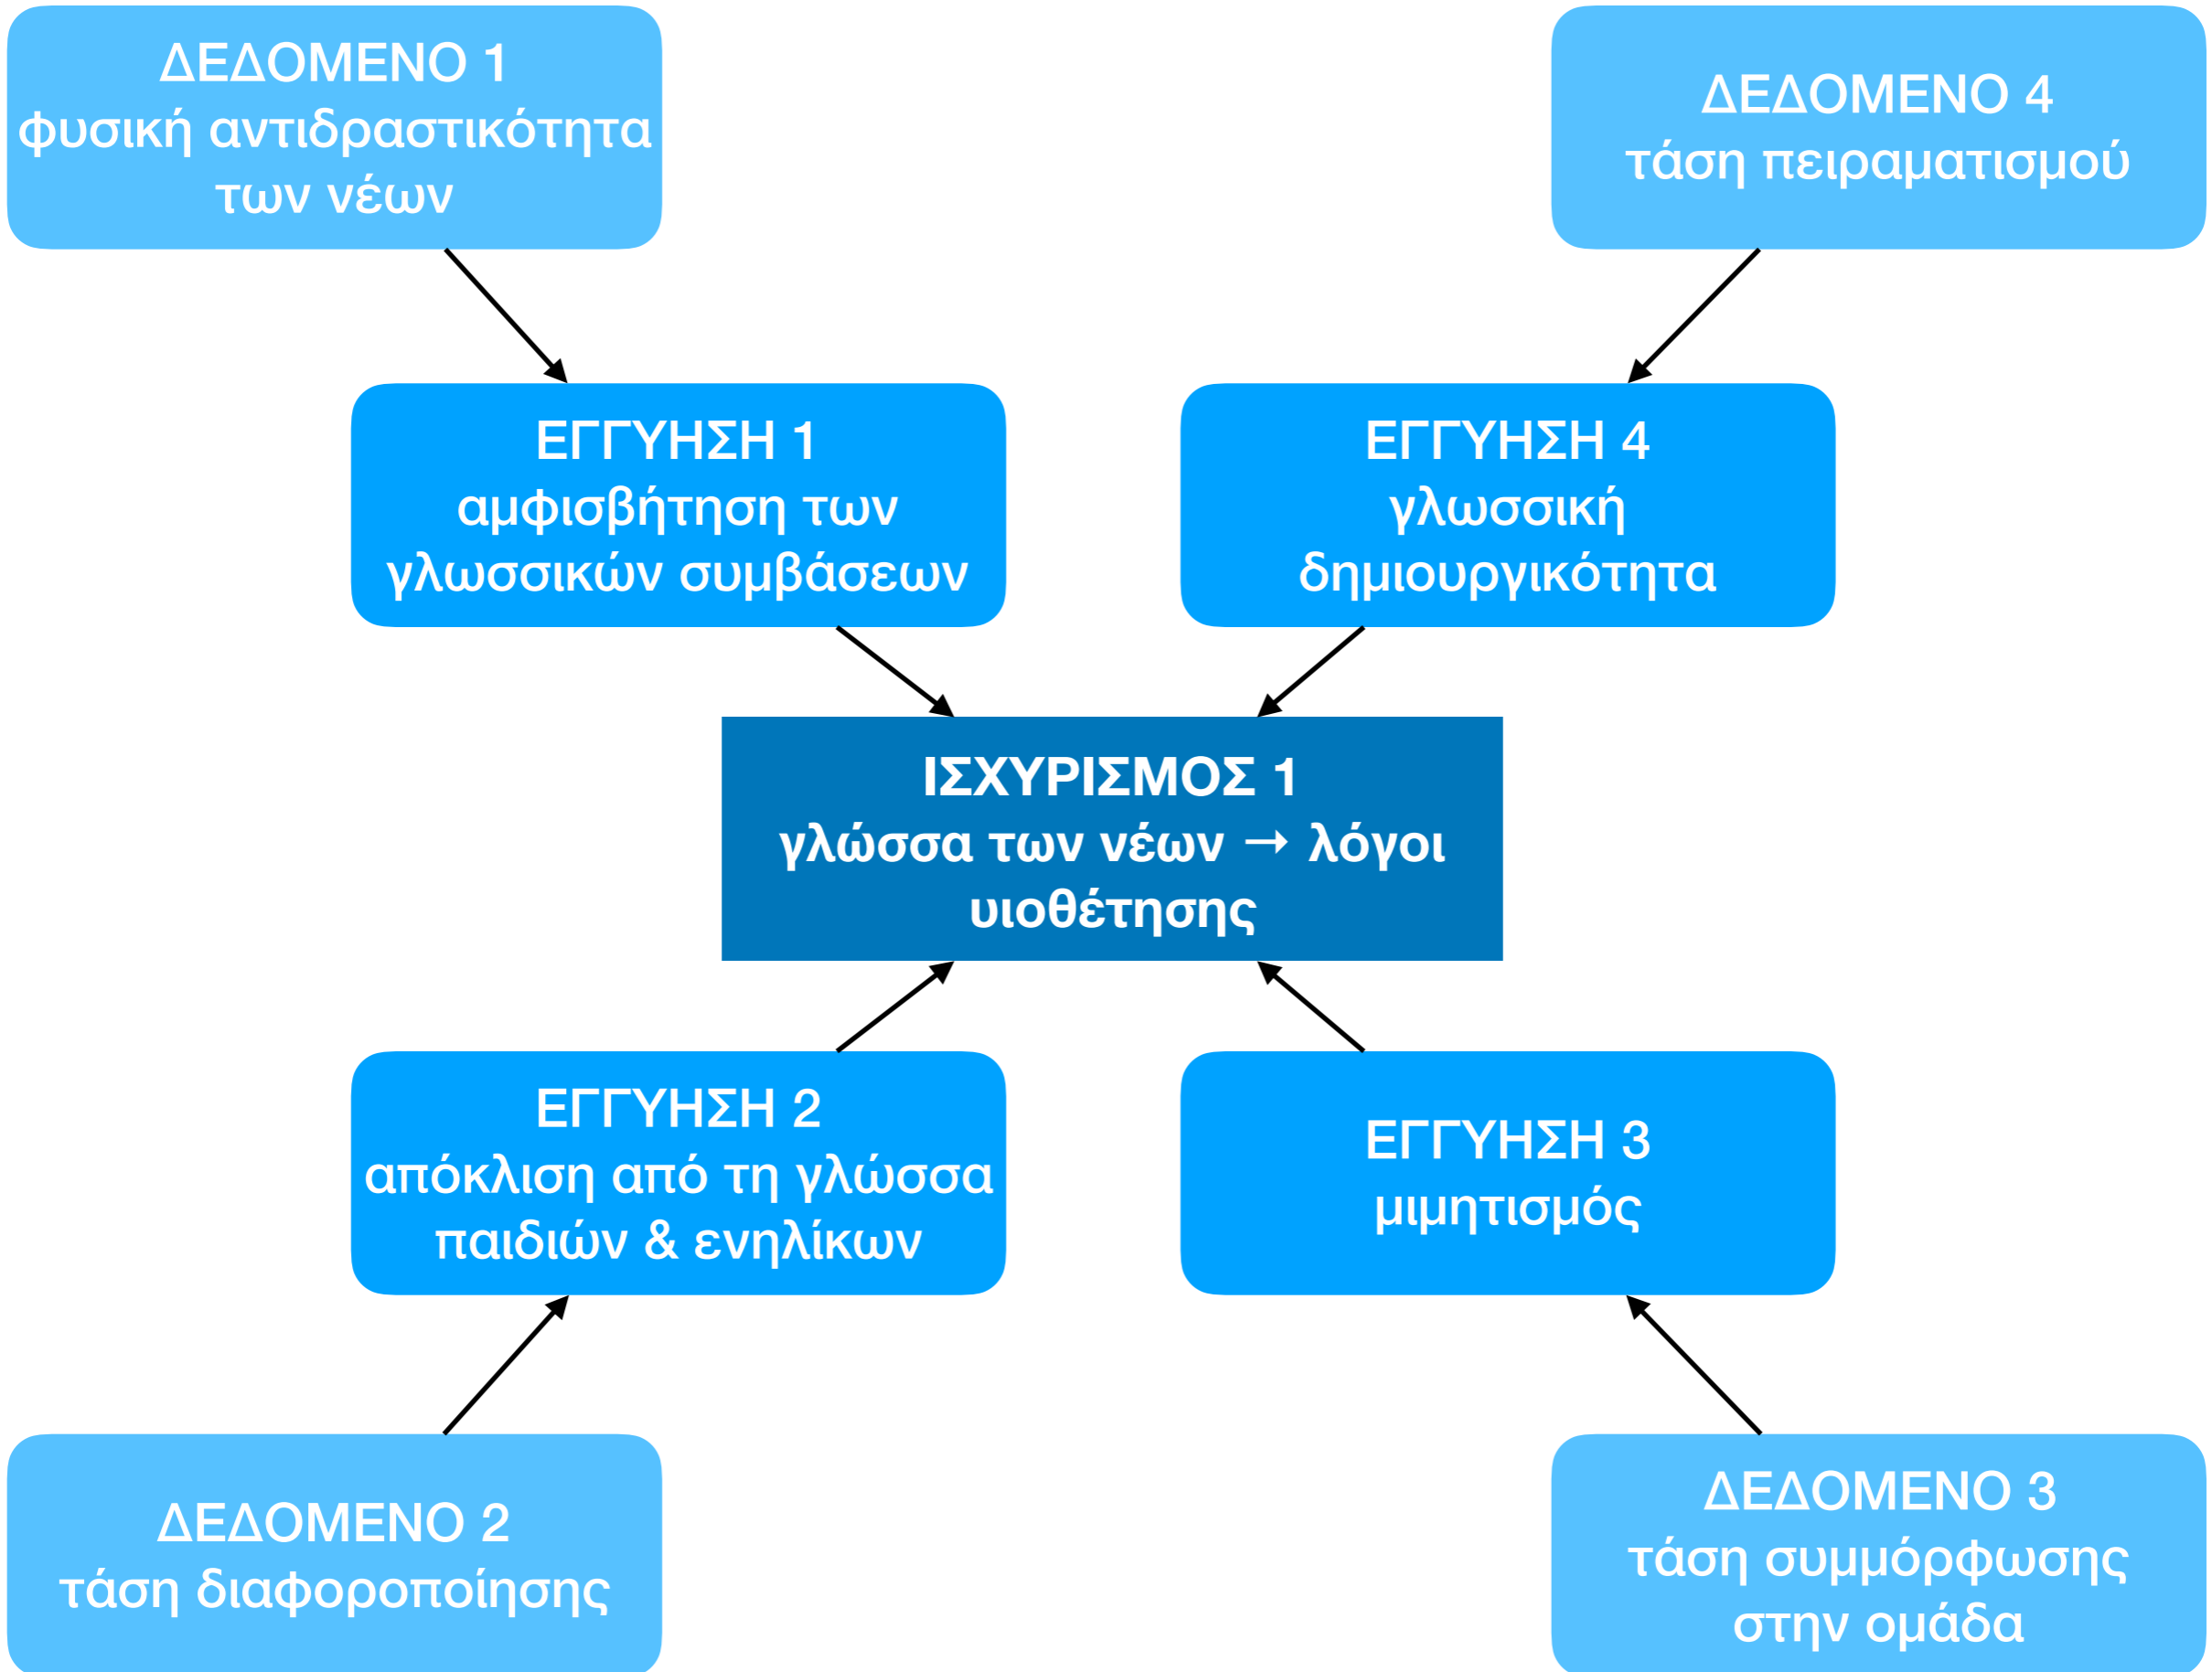 ΔΕΔΟΜΕΝΟ 1
φυσική αντιδραστικότητα
των νέων
ΔΕΔΟΜΕΝΟ 4
τάση πειραματισμού
ΕΓΓΥΗΣΗ 1
αμφισβήτηση των
γλωσσικών συμβάσεων
ΕΓΓΥΗΣΗ 4
γλωσσική
δημιουργικότητα
ΙΣΧΥΡΙΣΜΟΣ 1
γλώσσα των νέων → λόγοι
υιοθέτησης
ΕΓΓΥΗΣΗ 2
απόκλιση από τη γλώσσα
παιδιών & ενηλίκων
ΕΓΓΥΗΣΗ 3
μιμητισμός
ΔΕΔΟΜΕΝΟ 2
τάση διαφοροποίησης
ΔΕΔΟΜΕΝΟ 3
τάση συμμόρφωσης
στην ομάδα